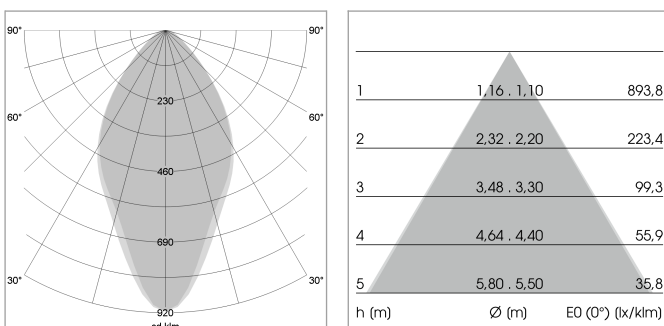 90° 90°
230
60° 60°
460
690
30° 30°
920
cd klm
1 1,16 . 1,10 893,8
2 2,32 . 2,20 223,4
3 3,48 . 3,30 99,3
4 4,64 . 4,40 55,9
5 5,80 . 5,50 35,8
h (m) Ø (m) E0 (0°) (lx/klm)